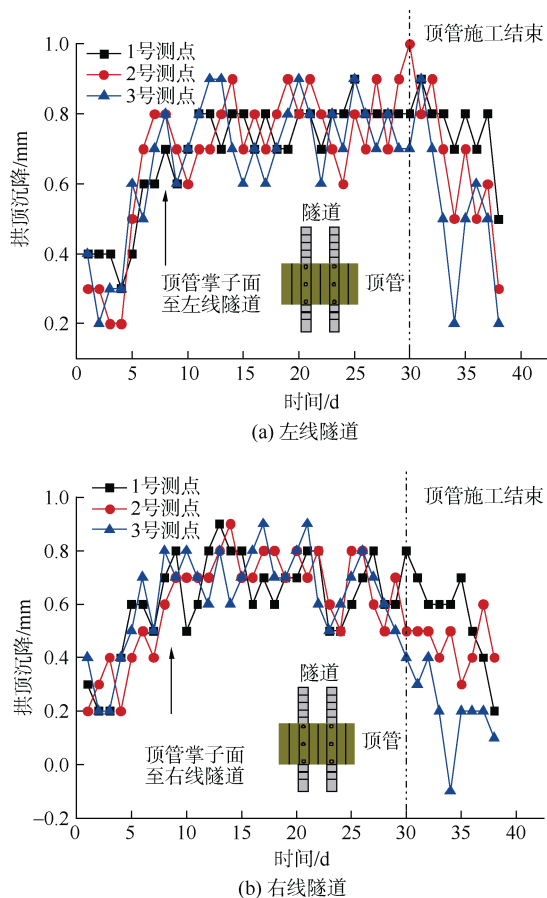 1号测点
2号测点
3号测点
顶管施工结束
拱顶沉降/mm
1.0
0.8
0.6
0.4
0.2
隧道
顶管
顶管掌子面
至左线隧道
0
5
10
15
20
25
30
35
40
时间/d
(a) 左线隧道
1号测点
2号测点
3号测点
顶管施工结束
拱顶沉降/mm
1.0
0.8
0.6
0.4
0.2
0.0
−0.2
隧道
顶管
顶管掌子面
至右线隧道
0
5
10
15
20
25
30
35
40
时间/d
(b) 右线隧道